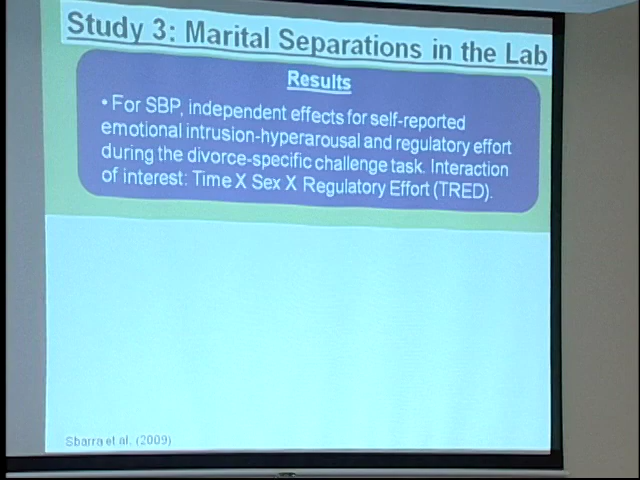 Study 3: Marital Separations in the Lab
Results
• For SBP, independent effects for self-reported
emotional intrusion-hyperarousal and regulatory effort
during the divorce-specific challenge task. Interaction
of interest: Time X Sex X Regulatory Effort (TRED).
Sbarra et al. (2009)